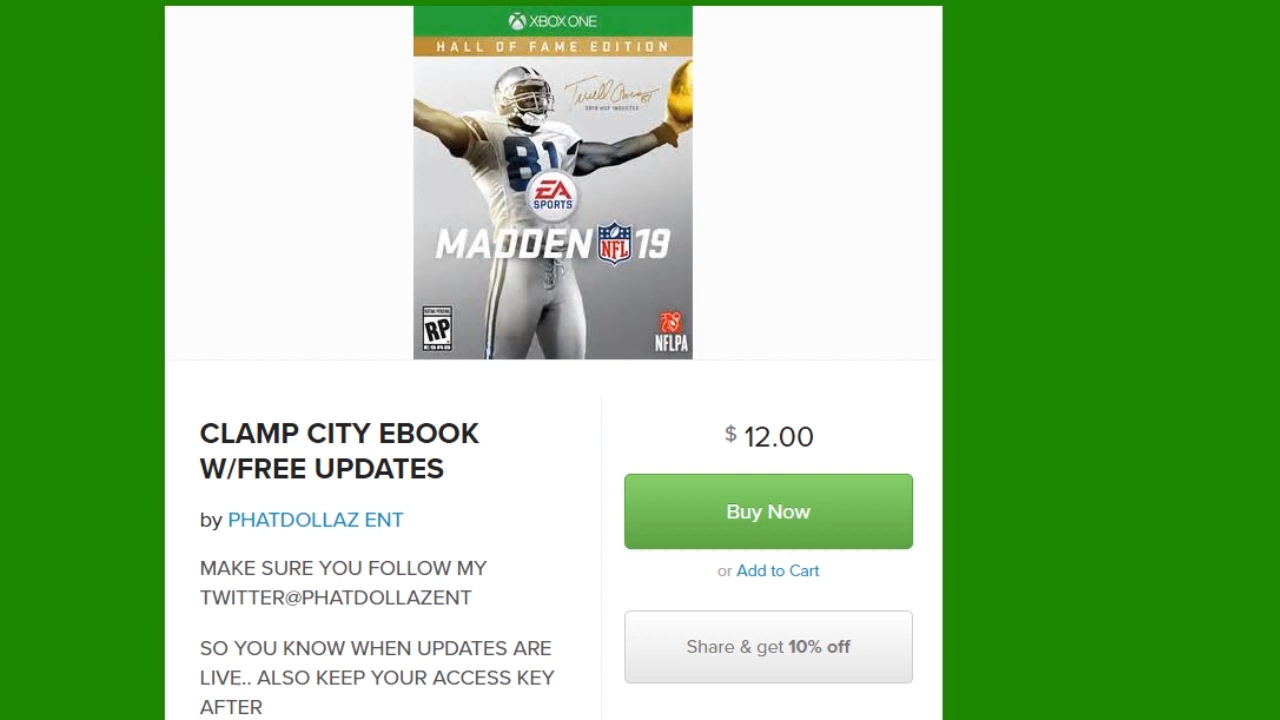 XBOX ONE
HALL OF FAME EDITION
81
EA
SPORTS
MADDEN NFL 19
RP
ESRB
NFLPA
CLAMP CITY EBOOK
W/FREE UPDATES
by PHATDOLLAZ ENT
MAKE SURE YOU FOLLOW MY
TWITTER@PHATDOLLAZENT
SO YOU KNOW WHEN UPDATES ARE
LIVE.. ALSO KEEP YOUR ACCESS KEY
AFTER
$ 12.00
Buy Now
or Add to Cart
Share & get 10% off